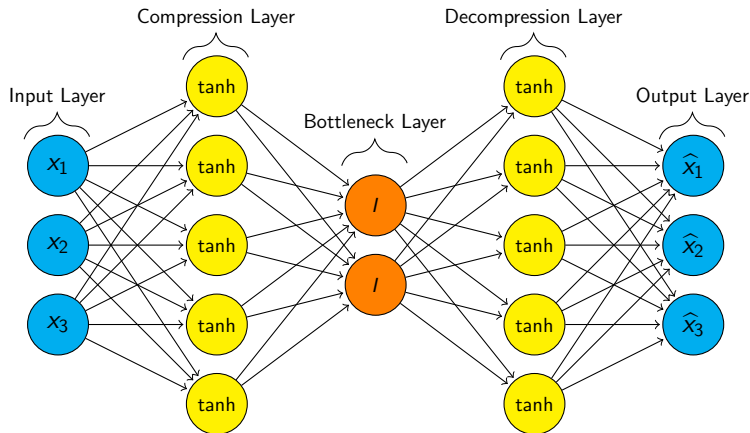 Compression Layer
Decompression Layer
Input Layer
Bottleneck Layer
Output Layer
x₁
x₂
x₃
tanh
tanh
tanh
tanh
tanh
I
I
tanh
tanh
tanh
tanh
tanh
x̂₁
x̂₂
x̂₃